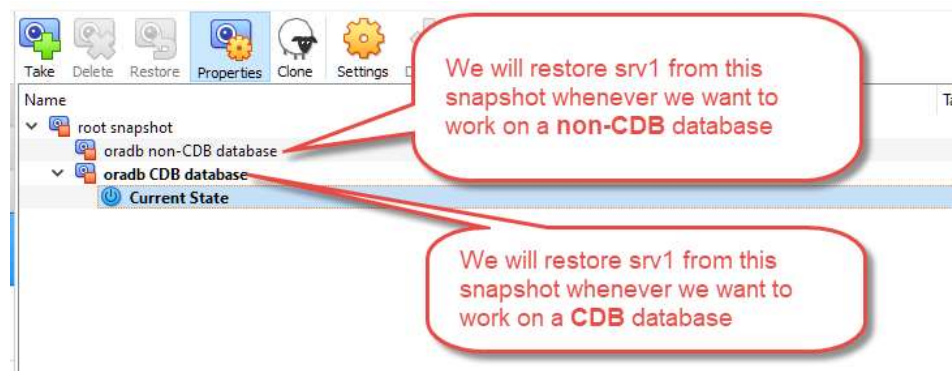 Take Delete Restore Properties Clone Settings
We will restore srv1 from this
snapshot whenever we want to
work on a non-CDB database
Name
root snapshot
oradb non-CDB database
oradb CDB database
Current State
We will restore srv1 from this
snapshot whenever we want to
work on a CDB database